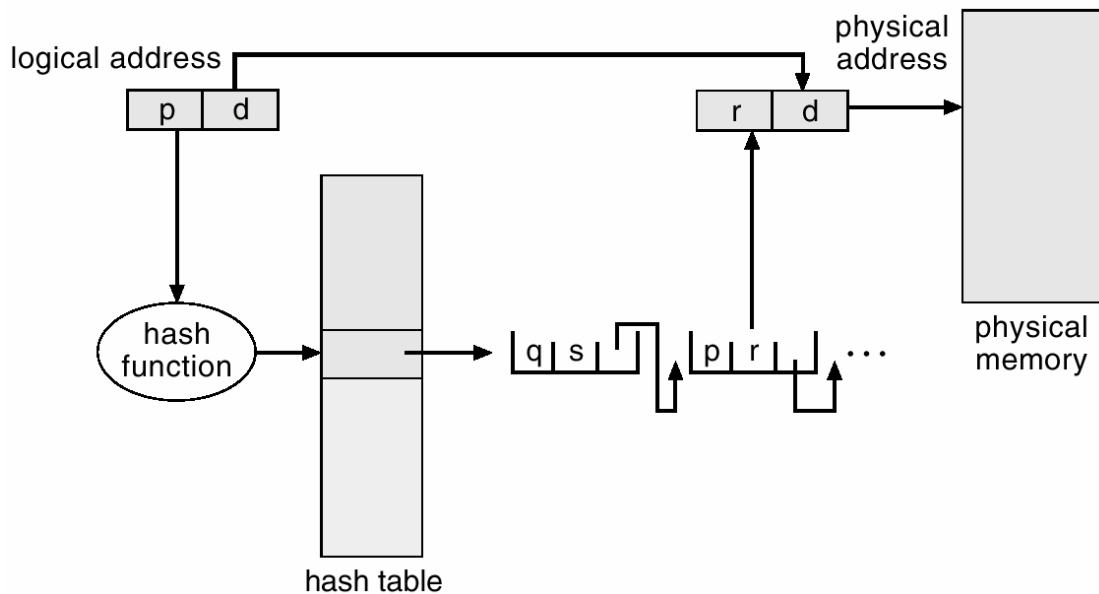 logical address
physical
address
p d
r d
hash
function
q s
p r
...
physical
memory
hash table